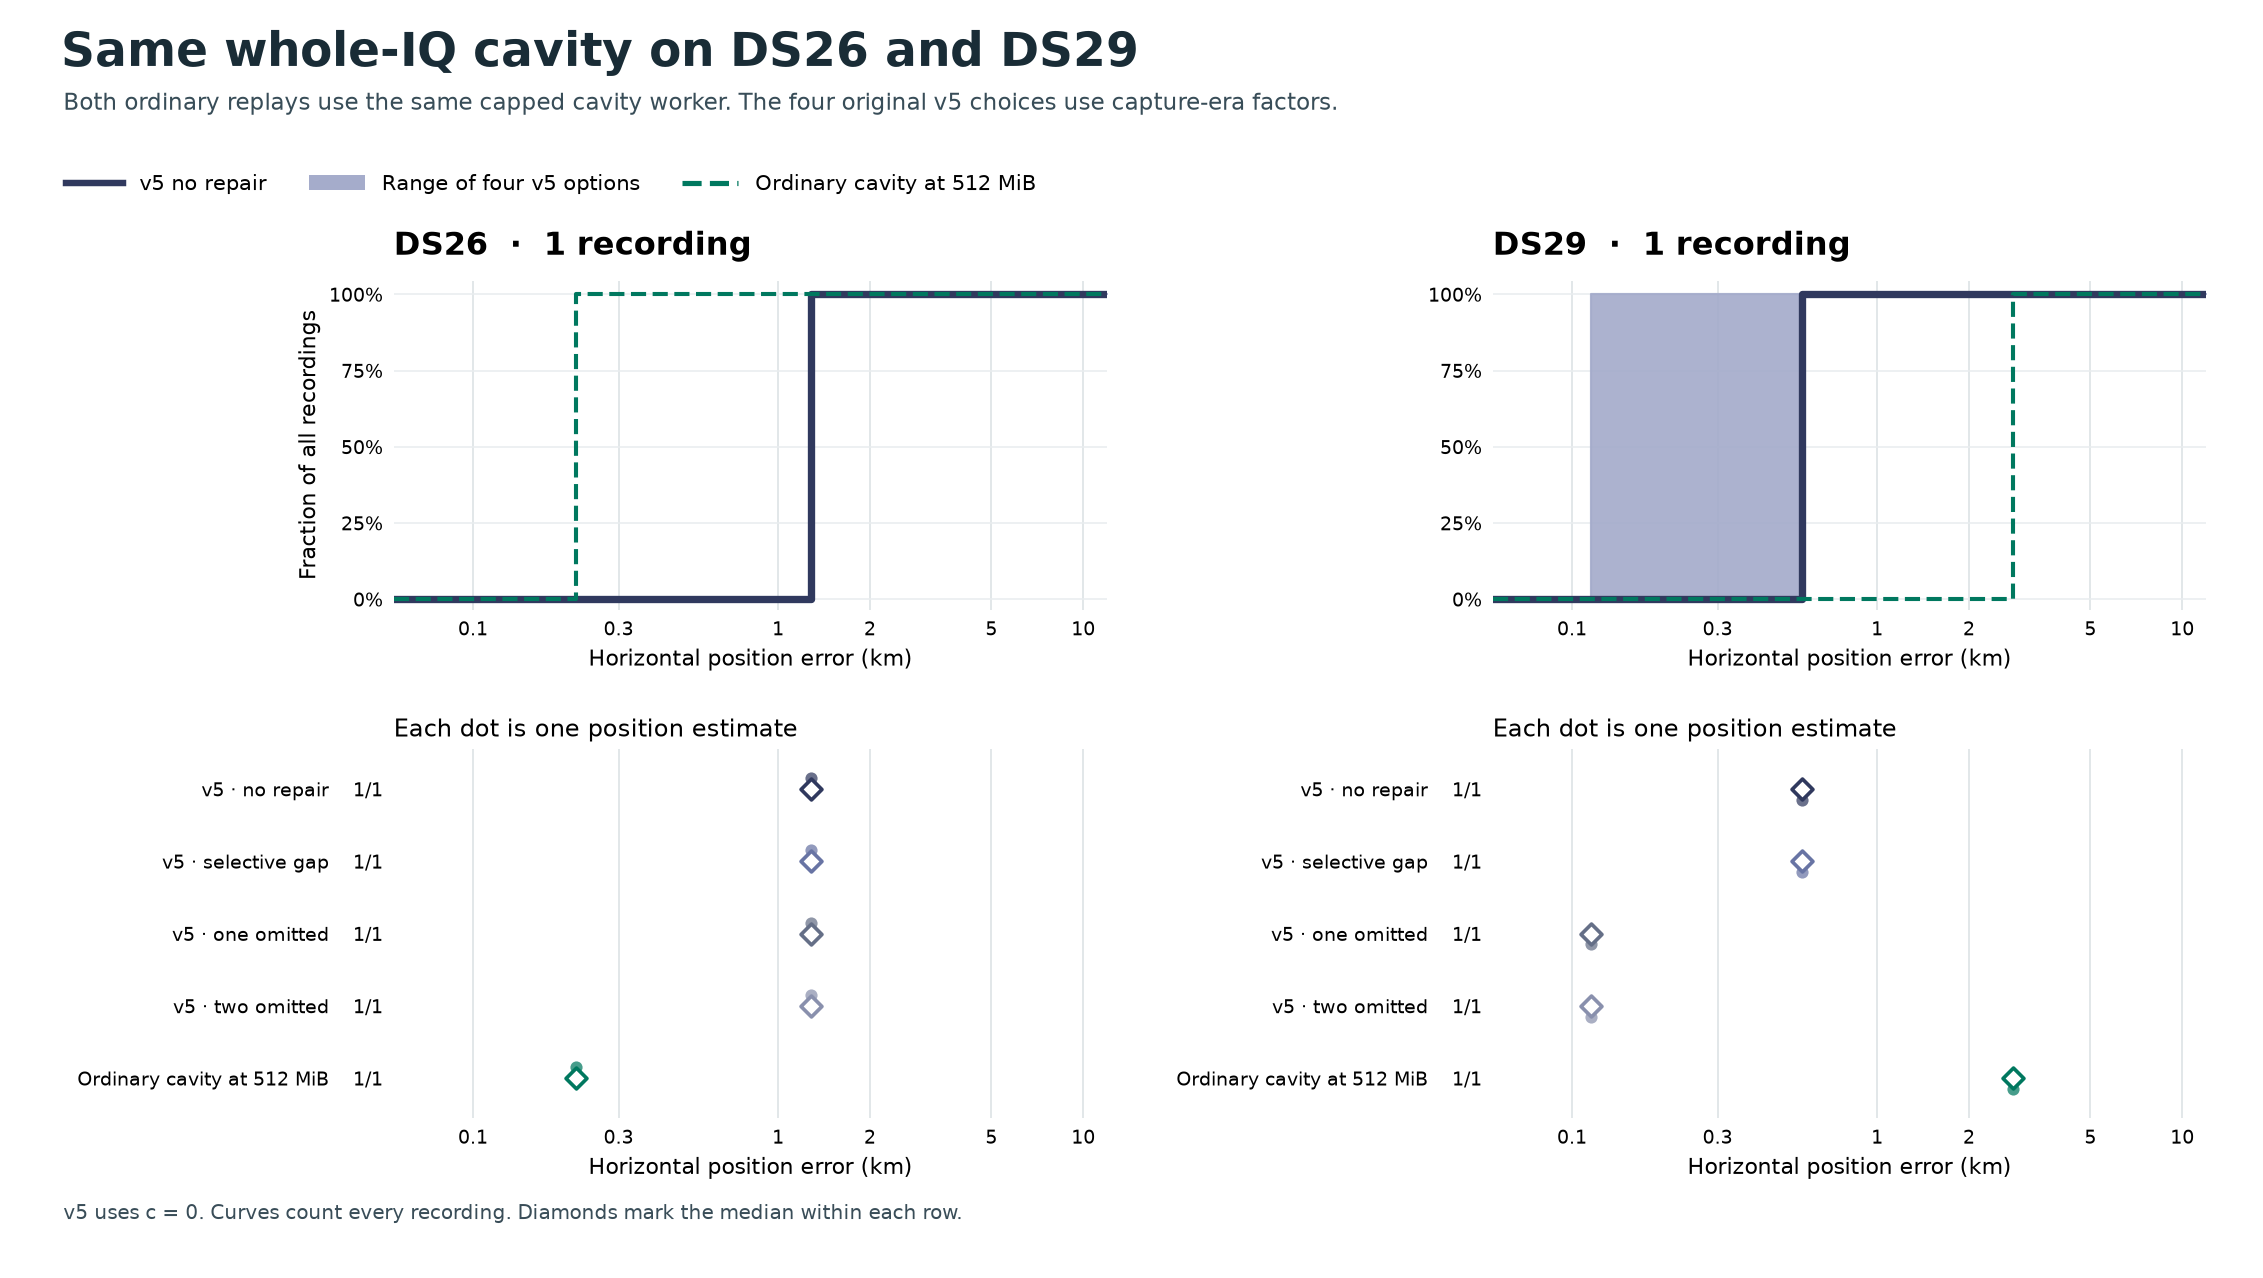 Same whole-IQ cavity on DS26 and DS29
Both ordinary replays use the same capped cavity worker. The four original v5 choices use capture-era factors.
v5 no repair
Range of four v5 options
Ordinary cavity at 512 MiB
DS26 · 1 recording
Fraction of all recordings
100%
75%
50%
25%
0%
0.1 0.3 1 2 5 10
Horizontal position error (km)
DS29 · 1 recording
100%
75%
50%
25%
0%
0.1 0.3 1 2 5 10
Horizontal position error (km)
Each dot is one position estimate
v5 · no repair 1/1
v5 · selective gap 1/1
v5 · one omitted 1/1
v5 · two omitted 1/1
Ordinary cavity at 512 MiB 1/1
0.1 0.3 1 2 5 10
Horizontal position error (km)
Each dot is one position estimate
v5 · no repair 1/1
v5 · selective gap 1/1
v5 · one omitted 1/1
v5 · two omitted 1/1
Ordinary cavity at 512 MiB 1/1
0.1 0.3 1 2 5 10
Horizontal position error (km)
v5 uses c = 0. Curves count every recording. Diamonds mark the median within each row.